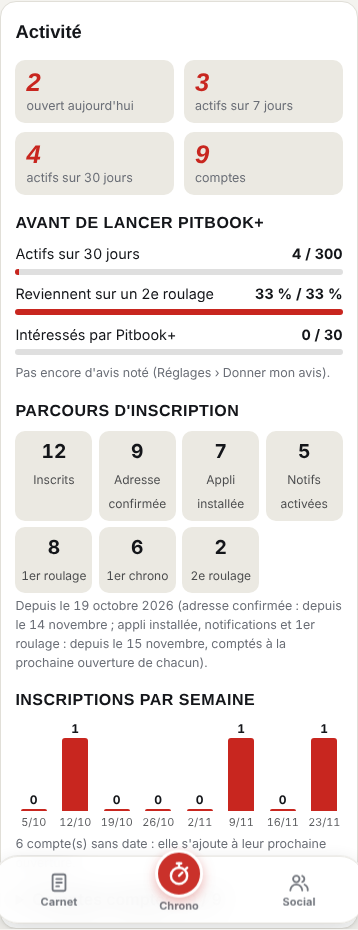 Activité
2
ouvert aujourd'hui
3
actifs sur 7 jours
4
actifs sur 30 jours
9
comptes
AVANT DE LANCER PITBOOK+
Actifs sur 30 jours 4 / 300
Reviennent sur un 2e roulage 33 % / 33 %
Intéressés par Pitbook+ 0 / 30
Pas encore d'avis noté (Réglages › Donner mon avis).
PARCOURS D'INSCRIPTION
12
Inscrits
9
Adresse
confirmée
7
Appli
installée
5
Notifs
activées
8
1er roulage
6
1er chrono
2
2e roulage
Depuis le 19 octobre 2026 (adresse confirmée : depuis
le 14 novembre ; appli installée, notifications et 1er
roulage : depuis le 15 novembre, comptés à la
prochaine ouverture de chacun).
INSCRIPTIONS PAR SEMAINE
0 1 0 0 0 1 0 1
5/10 12/10 19/10 26/10 2/11 9/11 16/11 23/11
6 compte(s) sans date : elle s'ajoute à leur prochaine
Carnet
Chrono
Social